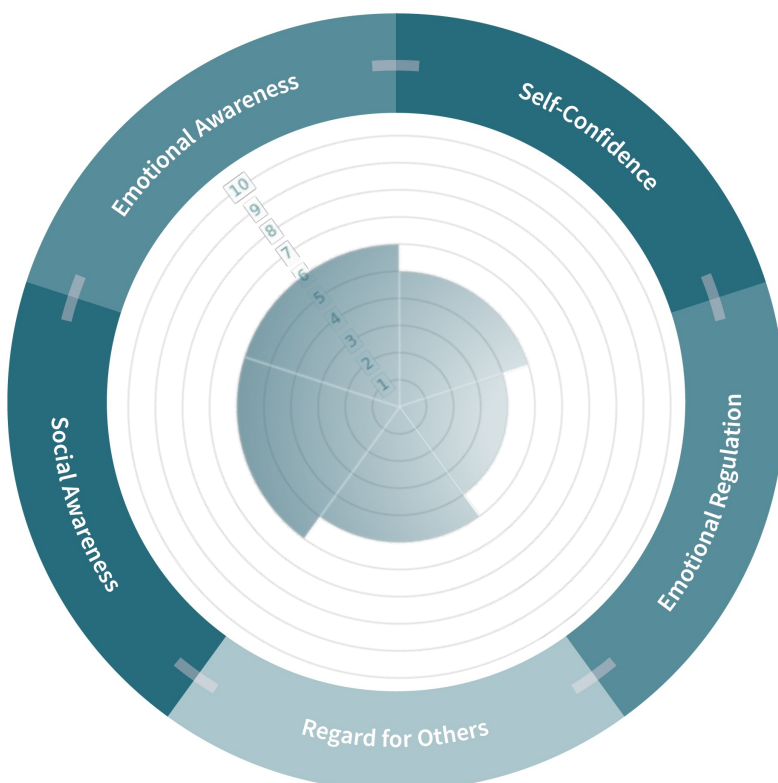 Emotional Awareness
Self-Confidence
10
9
8
7
6
5
4
3
2
1
Social Awareness
Emotional Regulation
Regard for Others